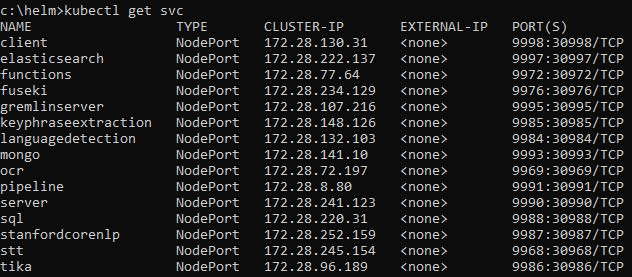 c:\helm>kubectl get svc
NAME TYPE CLUSTER-IP EXTERNAL-IP PORT(S)
client NodePort 172.28.130.31 <none> 9998:30998/TCP
elasticsearch NodePort 172.28.222.137 <none> 9997:30997/TCP
functions NodePort 172.28.77.64 <none> 9972:30972/TCP
fuseki NodePort 172.28.234.129 <none> 9976:30976/TCP
gremlinserver NodePort 172.28.107.216 <none> 9995:30995/TCP
keyphraseextraction NodePort 172.28.148.126 <none> 9985:30985/TCP
languagedetection NodePort 172.28.132.103 <none> 9984:30984/TCP
mongo NodePort 172.28.141.10 <none> 9993:30993/TCP
ocr NodePort 172.28.72.197 <none> 9969:30969/TCP
pipeline NodePort 172.28.8.80 <none> 9991:30991/TCP
server NodePort 172.28.241.123 <none> 9990:30990/TCP
sql NodePort 172.28.220.31 <none> 9988:30988/TCP
stanfordcorenlp NodePort 172.28.252.159 <none> 9987:30987/TCP
stt NodePort 172.28.245.154 <none> 9968:30968/TCP
tika NodePort 172.28.96.189 <none> 9986:30986/TCP